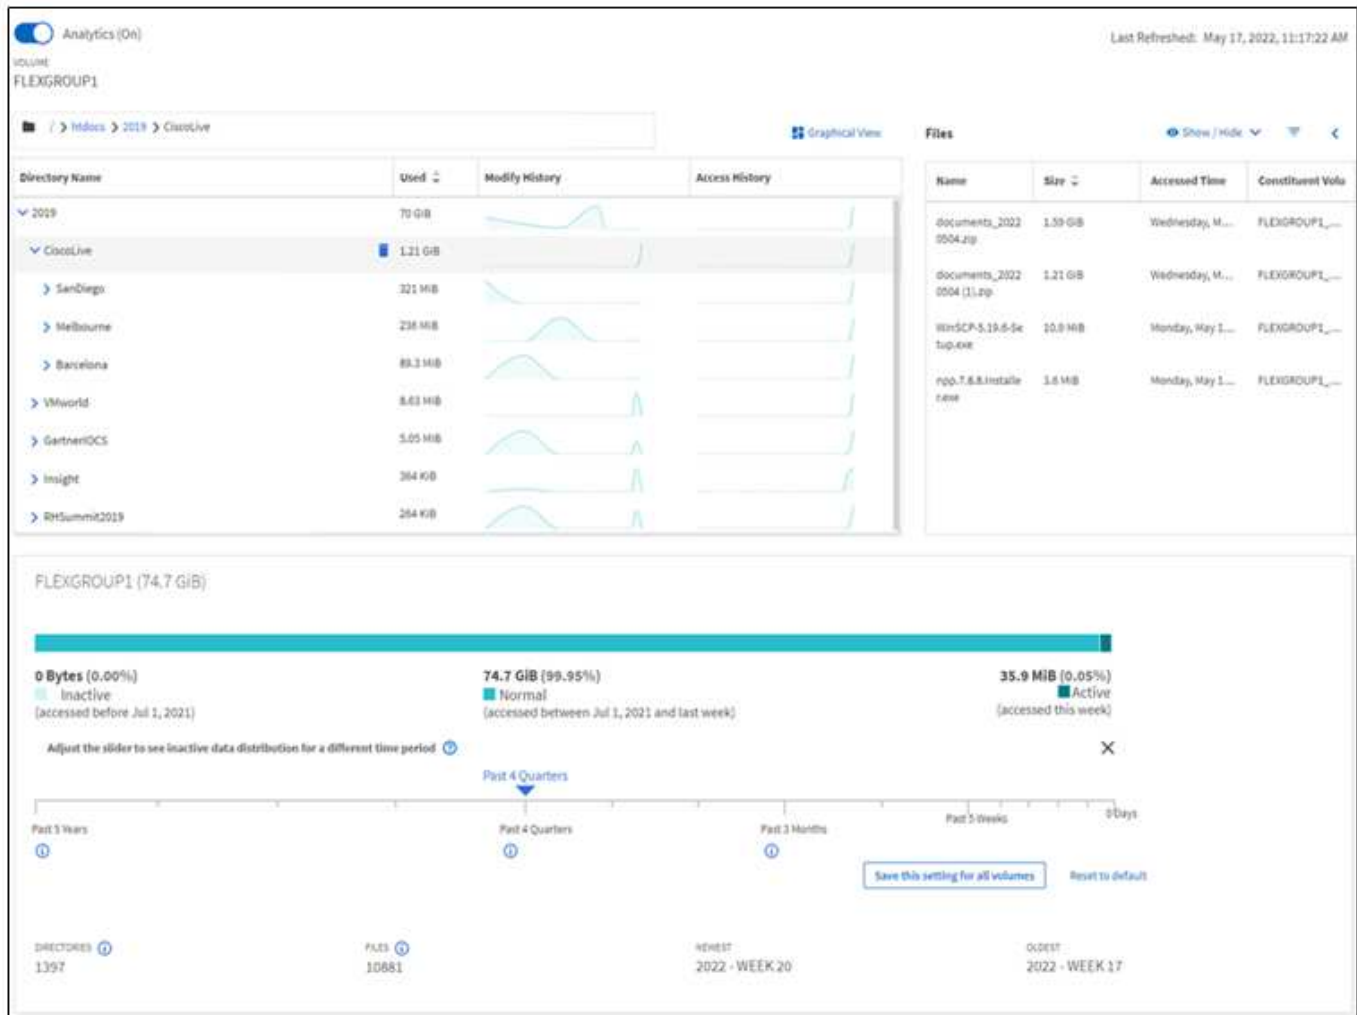 Analytics (On)
Last Refreshed: May 17, 2022, 11:17:22 AM
VOLUME
FLEXGROUP1
/ > htdocs > 2019 > CiscoLive
Graphical View
Directory Name Used Modify History Access History
2019 70 GiB
CiscoLive 1.21 GiB
SanDiego 321 MiB
Melbourne 236 MiB
Barcelona 89.3 MiB
VMworld 8.63 MiB
GartnerIOCS 5.05 MiB
Insight 364 KiB
RHSummit2019 264 KiB
Files
Show / Hide
Name Size Accessed Time Constituent Volu
documents_2022 1.59 GiB Wednesday, M... FLEXGROUP1_...
0504.zip
documents_2022 1.21 GiB Wednesday, M... FLEXGROUP1_...
0504 (1).zip
WinSCP-5.19.6-Se 10.9 MiB Monday, May 1... FLEXGROUP1_...
tup.exe
npp.7.8.8.Installe 3.6 MiB Monday, May 1... FLEXGROUP1_...
r.exe
FLEXGROUP1 (74.7 GiB)
0 Bytes (0.00%)
Inactive
(accessed before Jul 1, 2021)
74.7 GiB (99.95%)
Normal
(accessed between Jul 1, 2021 and last week)
35.9 MiB (0.05%)
Active
(accessed this week)
Adjust the slider to see inactive data distribution for a different time period
Past 4 Quarters
Past 5 Years
Past 4 Quarters
Past 3 Months
Past 5 Weeks
0 Days
Save this setting for all volumes
Reset to default
DIRECTORIES
1397
FILES
10881
NEWEST
2022 - WEEK 20
OLDEST
2022 - WEEK 17